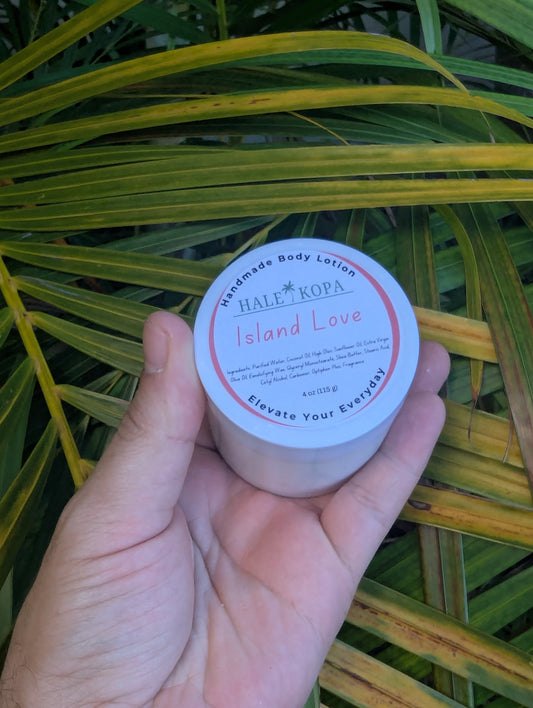 Handmade Body Lotion
HALE KOPA
Island Love
Ingredients: Purified Water, Coconut Oil, High Oleic Sunflower Oil, Extra Virgin
Olive Oil, Emulsifying Wax, Glyceryl Monostearate, Shea Butter, Stearic Acid,
Cetyl Alcohol, Carbomer, Optiphen Plus, Fragrance
4 oz (115 g)
Elevate Your Everyday